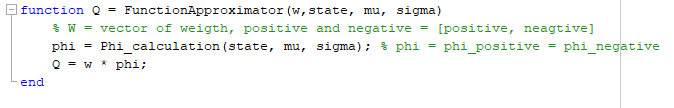 function Q = FunctionApproximator(w,state, mu, sigma)
% W = vector of weigth, positive and negative = [positive, neagtive]
phi = Phi_calculation(state, mu, sigma); % phi = phi_positive = phi_negative
Q = w * phi;
end